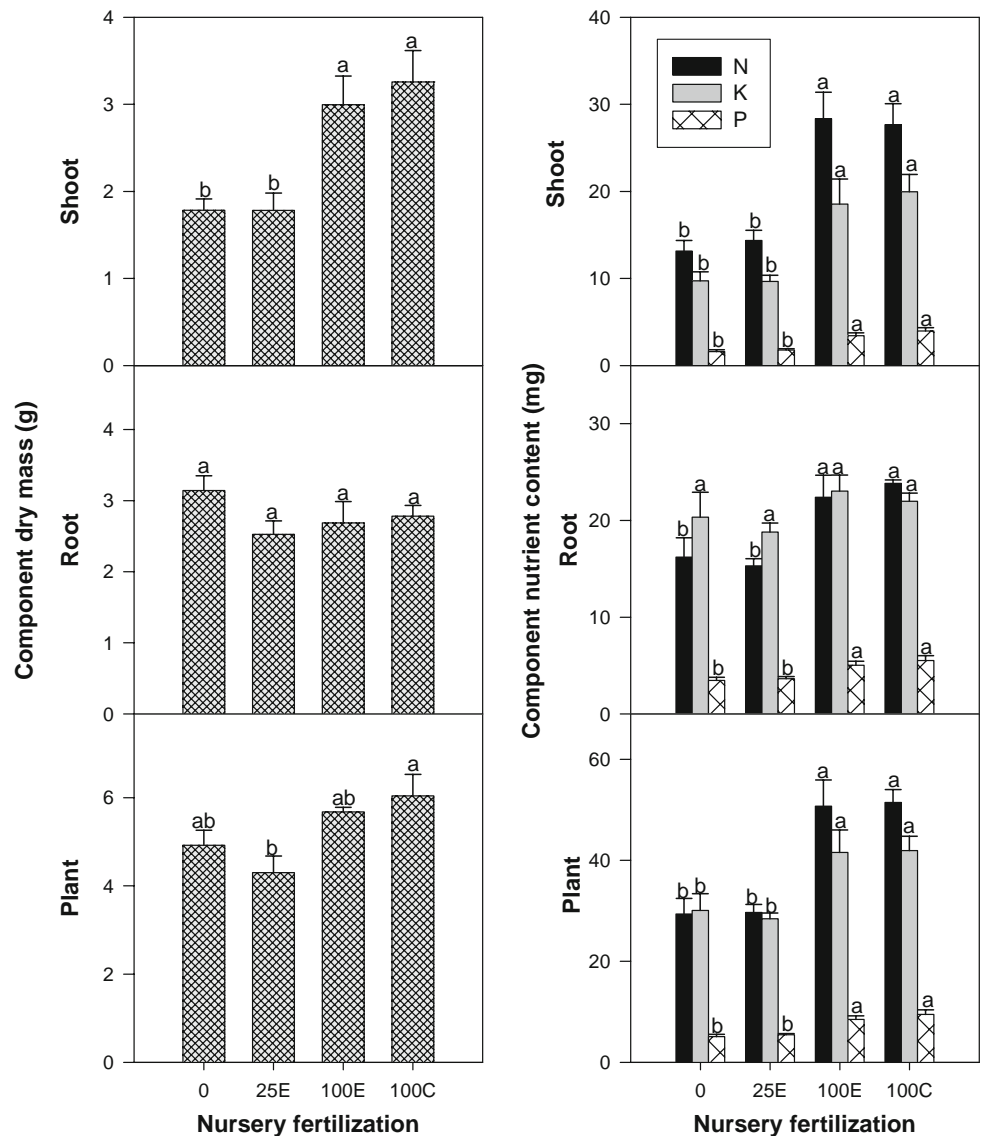 Component dry mass (g)
Shoot
4
3
2
1
0
b
b
a
a
Root
4
3
2
1
0
a
a
a
a
Plant
6
4
2
0
ab
b
ab
a
0 25E 100E 100C
Nursery fertilization
Component nutrient content (mg)
Shoot
40
30
20
10
0
N
K
P
b b b
b b b
a a a
a a a
Root
30
20
10
0
b a b
b a b
a a a
a a a
Plant
60
40
20
0
b b b
b b b
a a a
a a a
0 25E 100E 100C
Nursery fertilization